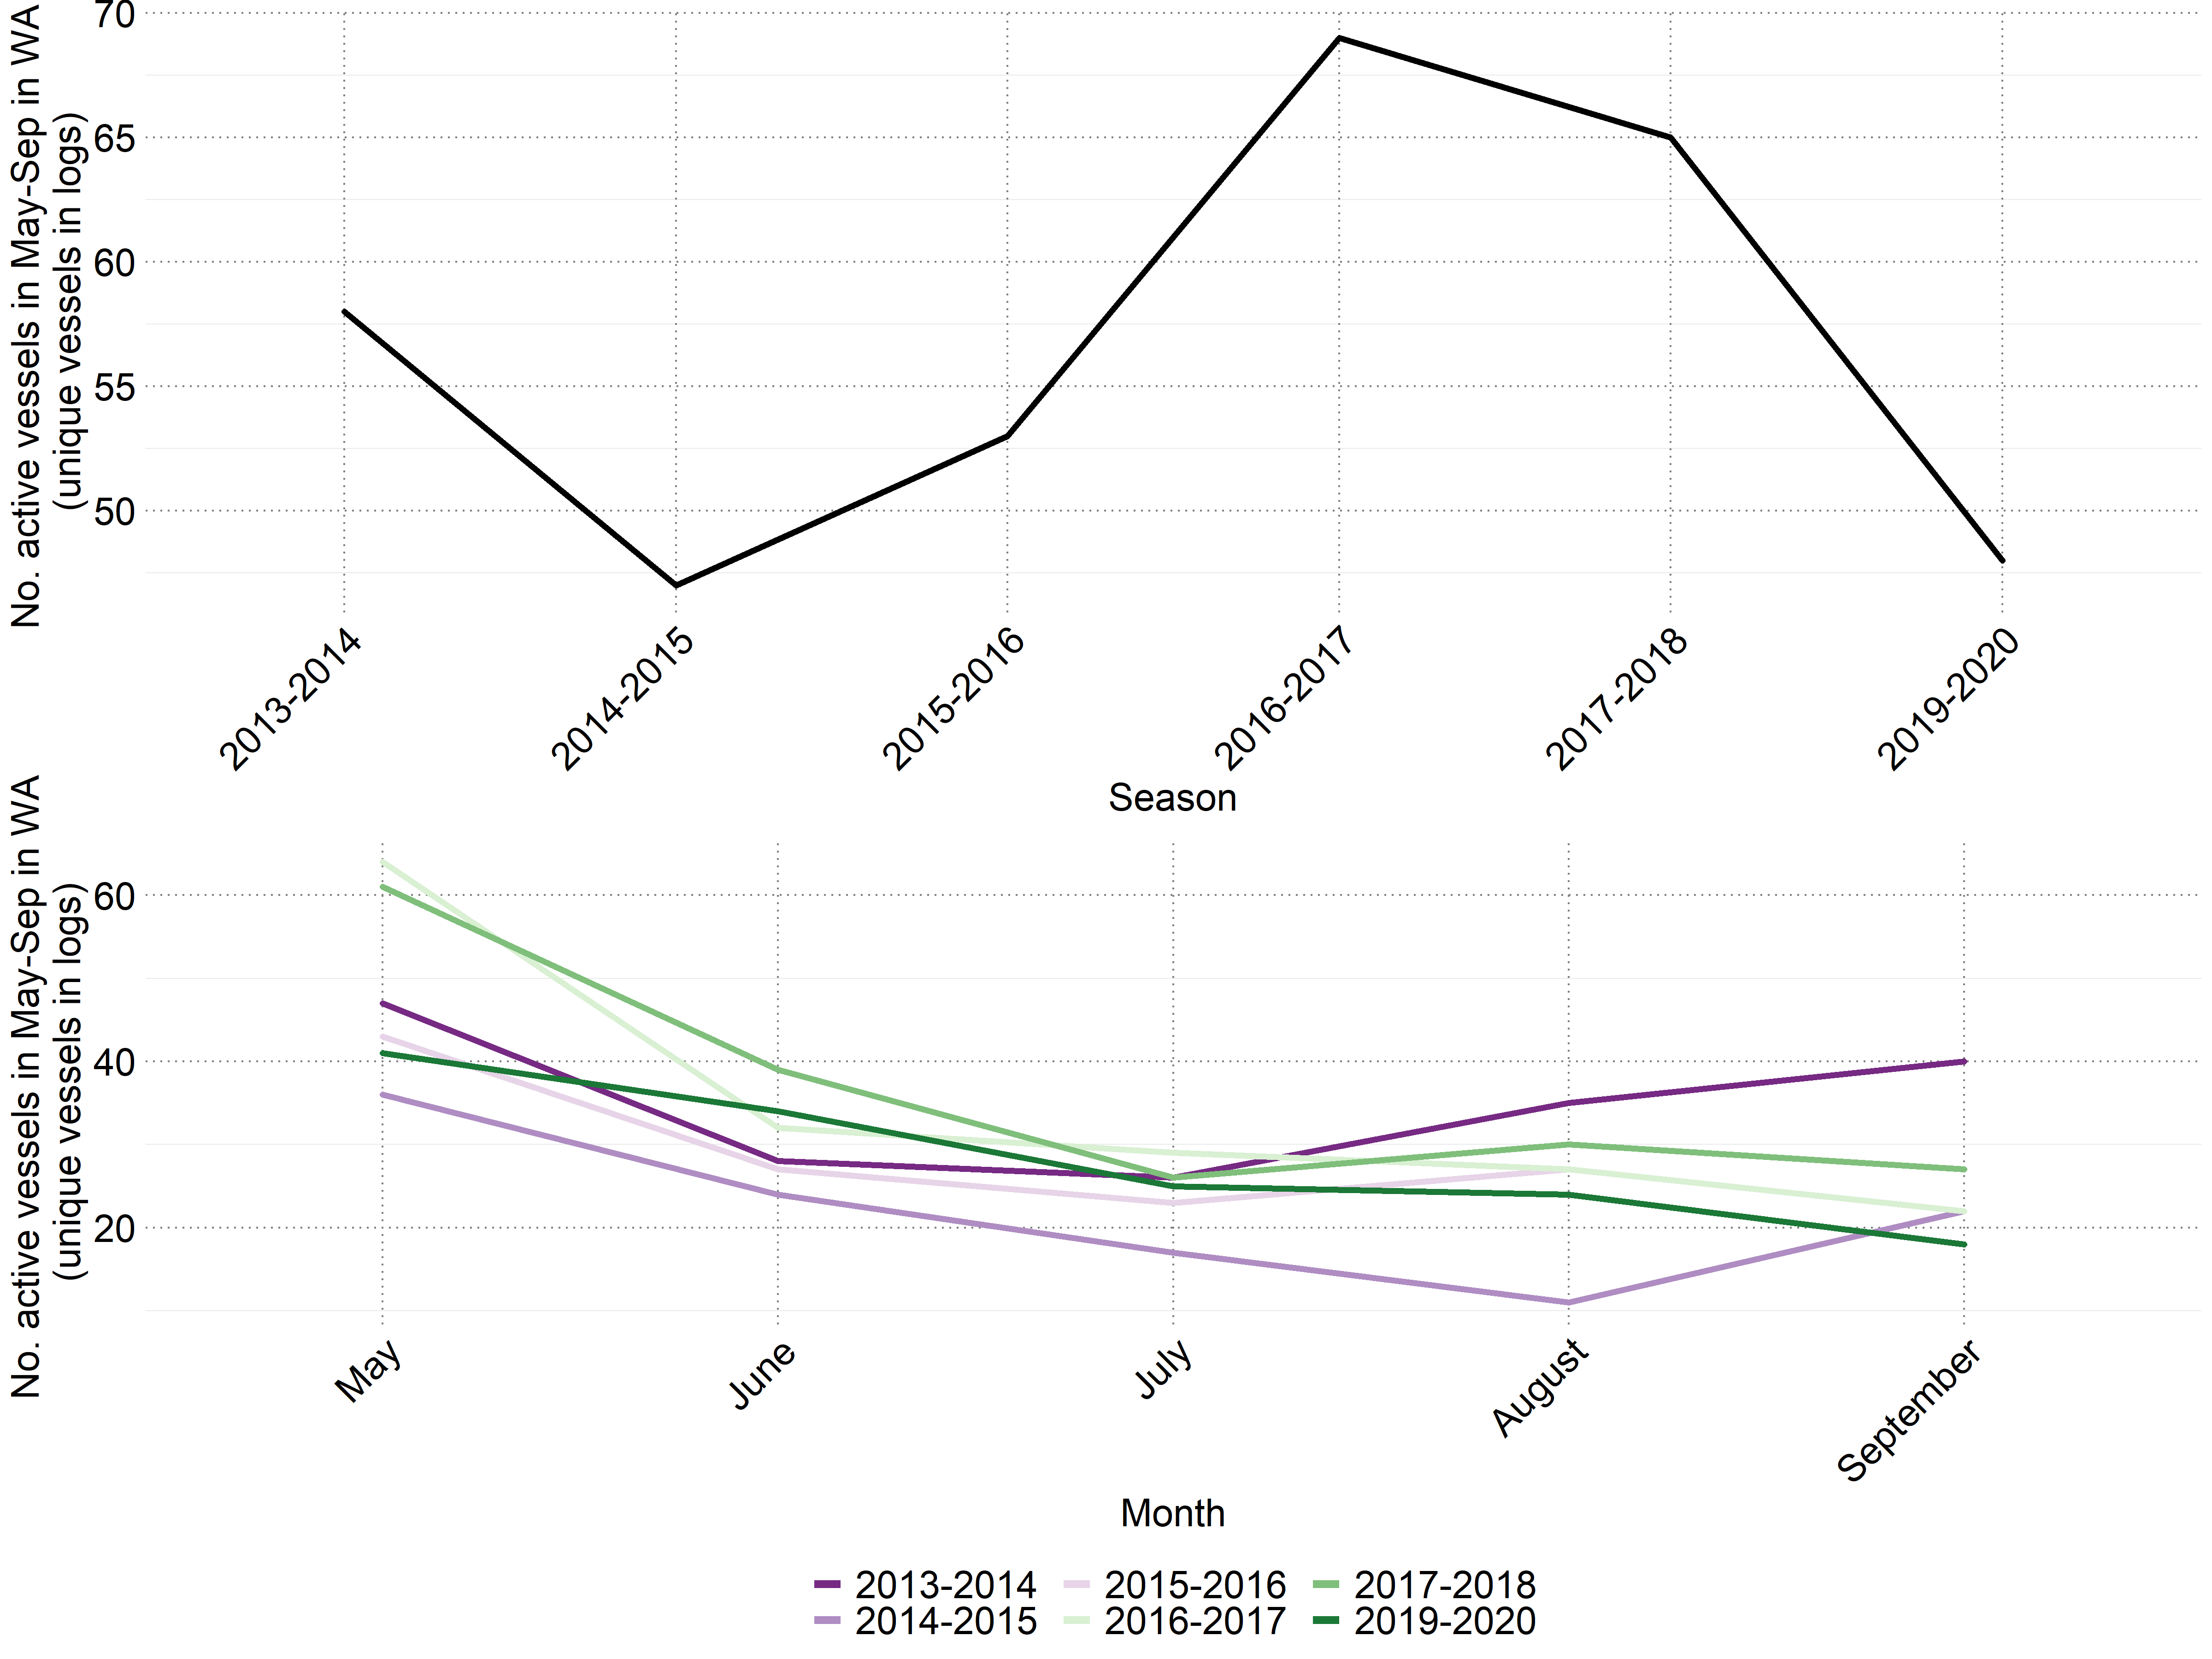 No. active vessels in May-Sep in WA
(unique vessels in logs)
70
65
60
55
50
2013-2014
2014-2015
2015-2016
2016-2017
2017-2018
2019-2020
Season
No. active vessels in May-Sep in WA
(unique vessels in logs)
60
40
20
May
June
July
August
September
Month
2013-2014 2015-2016 2017-2018
2014-2015 2016-2017 2019-2020